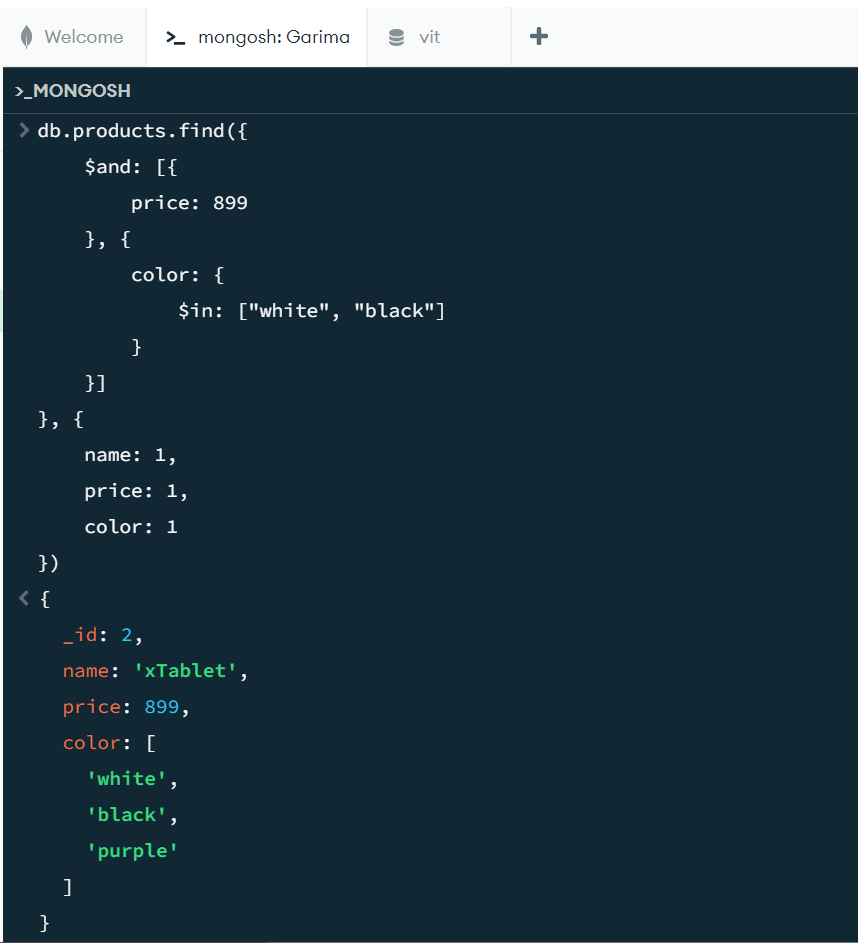 Welcome
>_ mongosh: Garima
vit
+
>_MONGOSH
> db.products.find({
$and: [{
price: 899
}, {
color: {
$in: ["white", "black"]
}
}]
}, {
name: 1,
price: 1,
color: 1
})
< {
_id: 2,
name: 'xTablet',
price: 899,
color: [
'white',
'black',
'purple'
]
}